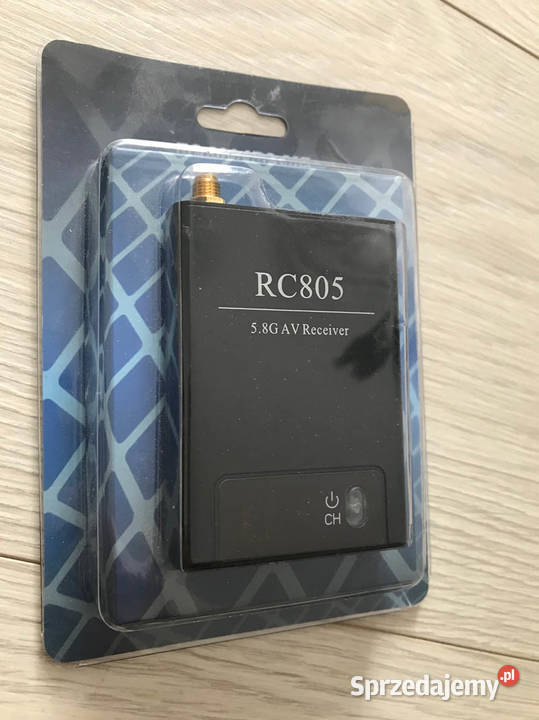 RC805
5.8G AV Receiver
CH
Sprzedajemy.pl